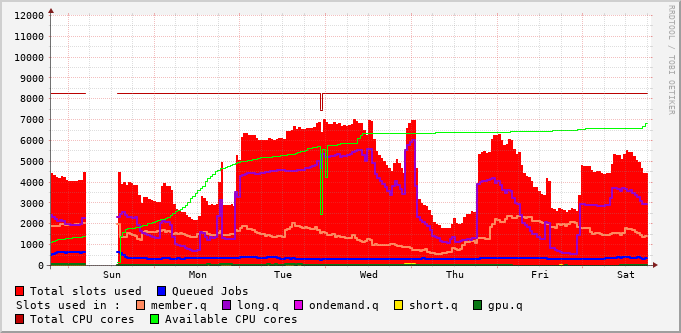 RRDTOOL / TOBI OETIKER
12000
11000
10000
9000
8000
7000
6000
5000
4000
3000
2000
1000
0
Sun Mon Tue Wed Thu Fri Sat
Total slots used Queued Jobs
Slots used in : member.q long.q ondemand.q short.q gpu.q
Total CPU cores Available CPU cores